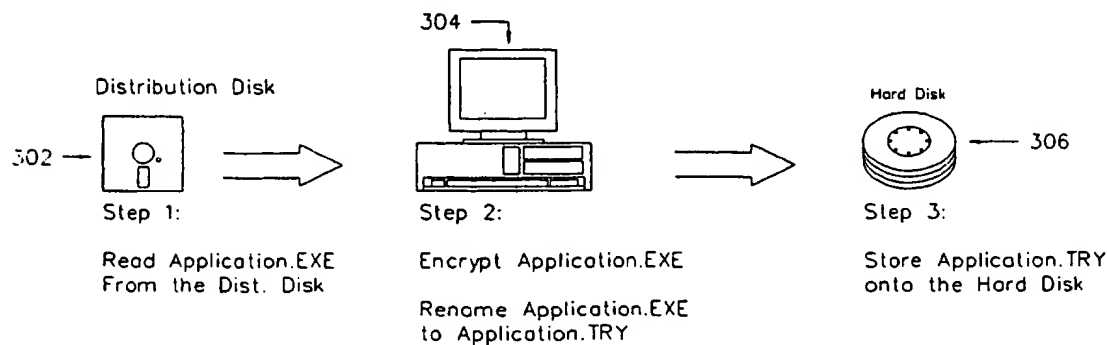 304
Distribution Disk
302
Hard Disk
306
Step 1:
Read Application.EXE
From the Dist. Disk
Step 2:
Encrypt Application.EXE
Rename Application.EXE
to Application.TRY
Step 3:
Store Application.TRY
onto the Hard Disk